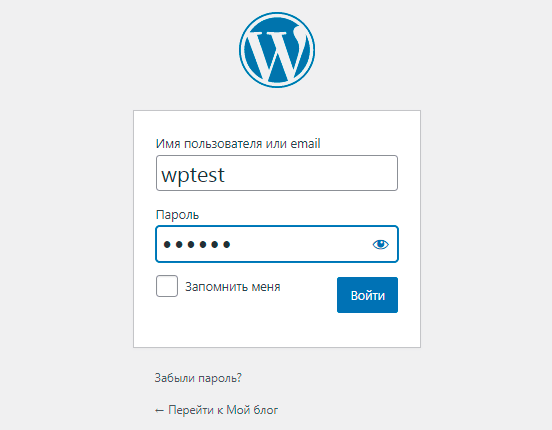 Имя пользователя или email
wptest
Пароль
••••••
Запомнить меня
Войти
Забыли пароль?
← Перейти к Мой блог